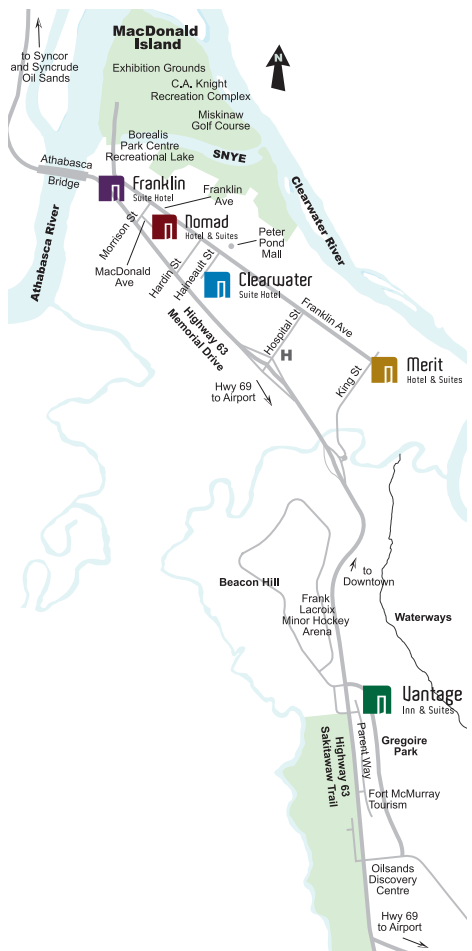 MacDonald
Island
to Syncor
and Syncrude
Oil Sands
N
Exhibition Grounds
C.A. Knight
Recreation Complex
Miskinaw
Golf Course
Borealis
Park Centre
Recreational Lake
SNYE
Athabasca
Bridge
Franklin
Suite Hotel
Franklin
Ave
Clearwater River
Athabasca River
Morrison St
Nomad
Hotel & Suites
Peter
Pond
Mall
MacDonald
Ave
Hardin St
Haineault St
Clearwater
Suite Hotel
Highway 63
Memorial Drive
Hospital St
Franklin Ave
H
Merit
Hotel & Suites
King St
Hwy 69
to Airport
to
Downtown
Beacon Hill
Frank
Lacroix
Minor Hockey
Arena
Waterways
Vantage
Inn & Suites
Highway 63
Sakitawaw Trail
Parent Way
Gregoire
Park
Fort McMurray
Tourism
Oilsands
Discovery
Centre
Hwy 69
to Airport